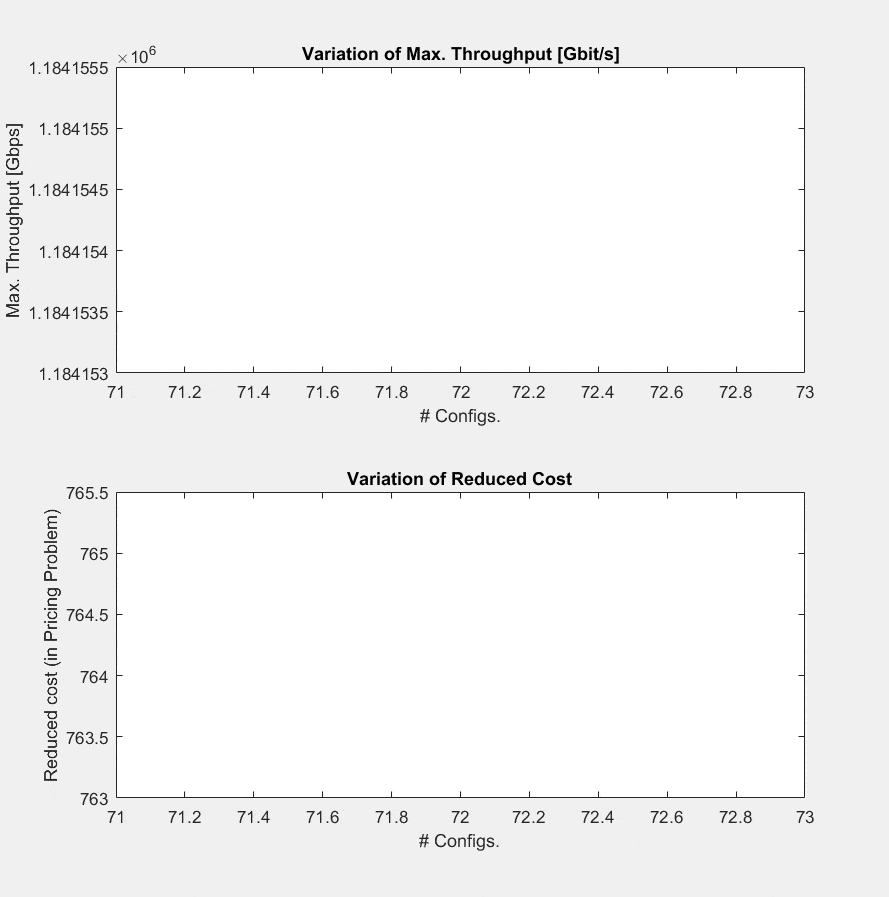 ×10^6
Variation of Max. Throughput [Gbit/s]
Max. Throughput [Gbps]
1.1841555
1.184155
1.1841545
1.184154
1.1841535
1.184153
71 71.2 71.4 71.6 71.8 72 72.2 72.4 72.6 72.8 73
# Configs.
Variation of Reduced Cost
Reduced cost (in Pricing Problem)
765.5
765
764.5
764
763.5
763
71 71.2 71.4 71.6 71.8 72 72.2 72.4 72.6 72.8 73
# Configs.